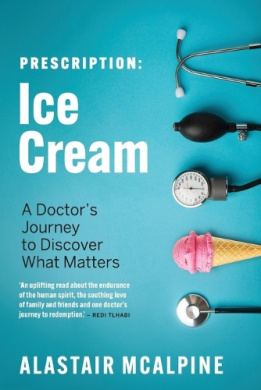 PRESCRIPTION:
Ice
Cream
A Doctor's
Journey
to Discover
What Matters
'An uplifting read about the endurance
of the human spirit, the soothing love
of family and friends and one doctor's
journey to redemption.' – REDI TLHABI
ALASTAIR MCALPINE